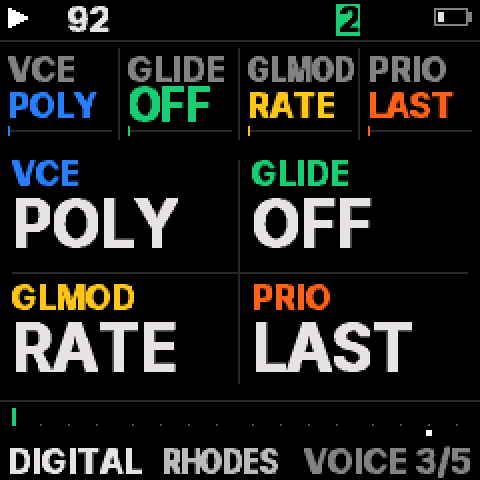 92 2
VCE GLIDE GLMOD PRIO
POLY OFF RATE LAST
VCE GLIDE
POLY OFF
GLMOD PRIO
RATE LAST
DIGITAL RHODES VOICE 3/5